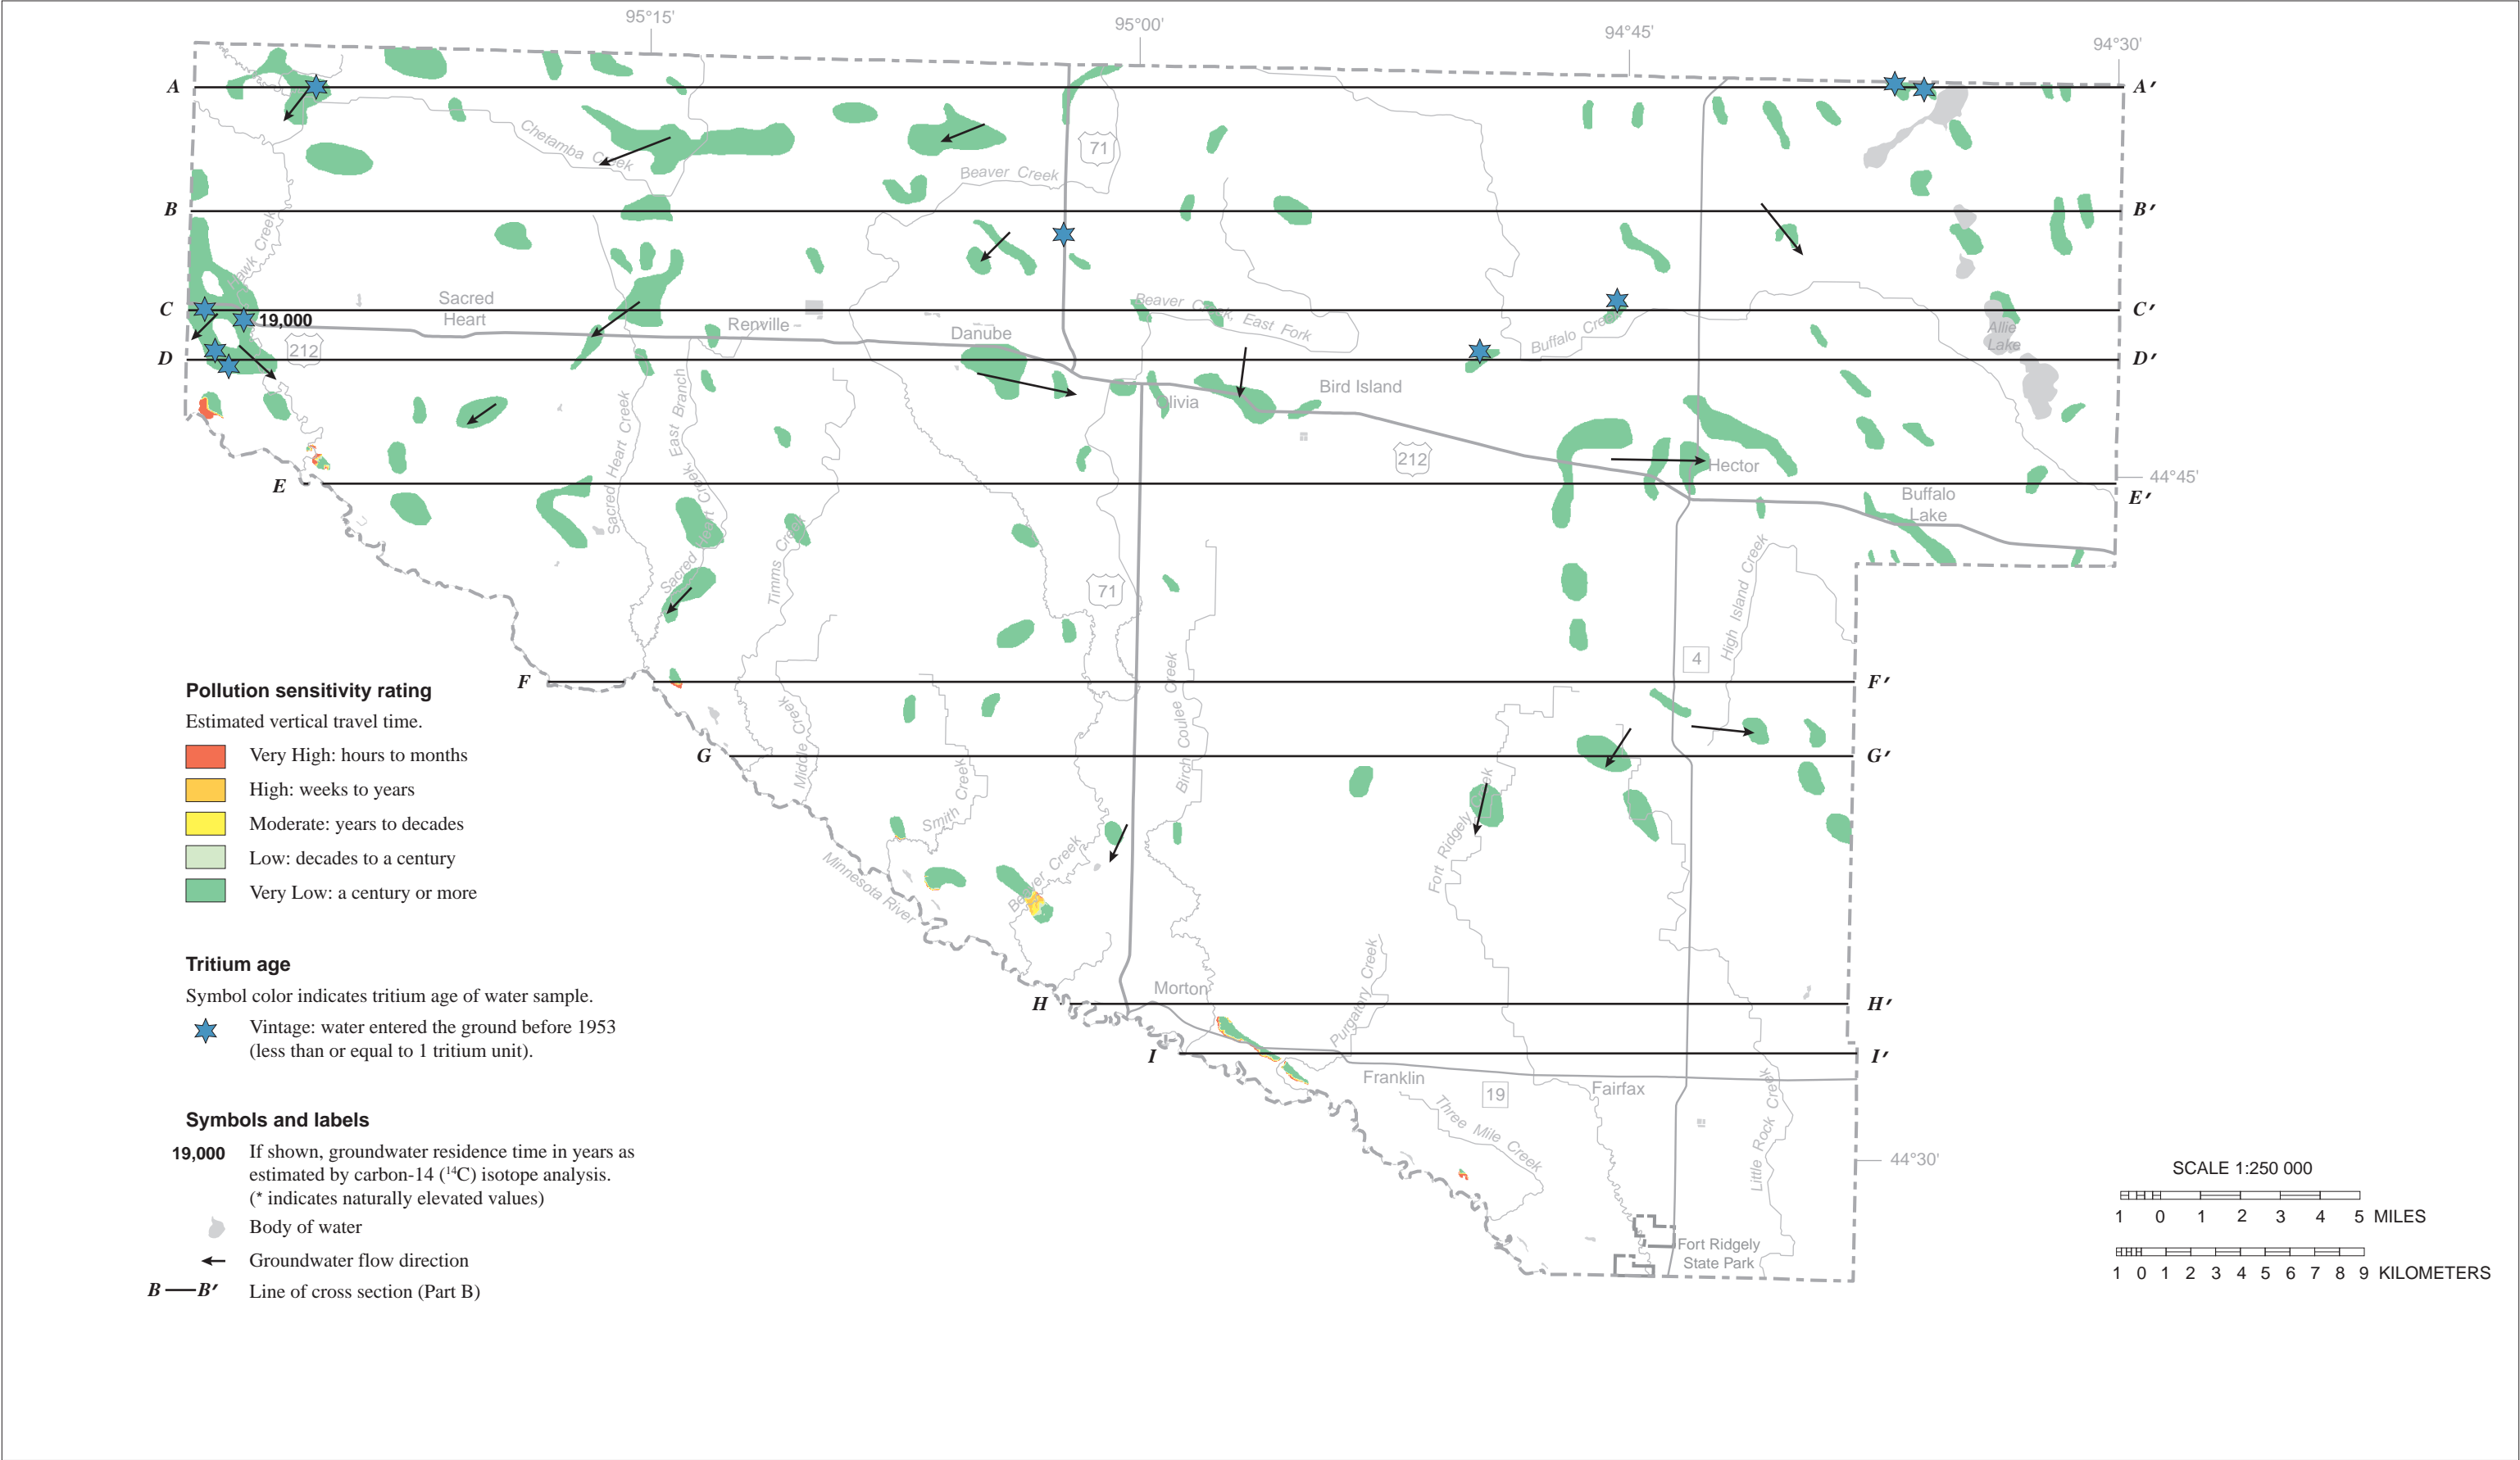 95°15'
95°00'
94°45'
94°30'
A
A′
Chetamba Creek
71
Beaver Creek
B
B′
Hawk Creek
C
19,000
Sacred
Heart
Renville
Danube
Beaver Creek, East Fork
Buffalo Creek
Allie
Lake
C′
D
212
D′
Olivia
Bird Island
Sacred Heart Creek
Sacred Heart Creek, East Branch
212
Hector
44°45'
E
E′
Buffalo
Lake
Timms Creek
71
High Island Creek
4
Birch Coulee Creek
F
F′
Middle Creek
G
G′
Smith Creek
Beaver Creek
Fort Ridgely Creek
Minnesota River
Morton
H
H′
Purgatory Creek
I
I′
Franklin
19
Fairfax
Three Mile Creek
Little Rock Creek
44°30'
Fort Ridgely
State Park
Pollution sensitivity rating
Estimated vertical travel time.
Very High: hours to months
High: weeks to years
Moderate: years to decades
Low: decades to a century
Very Low: a century or more
Tritium age
Symbol color indicates tritium age of water sample.
Vintage: water entered the ground before 1953
(less than or equal to 1 tritium unit).
Symbols and labels
19,000 If shown, groundwater residence time in years as
estimated by carbon-14 (¹⁴C) isotope analysis.
(* indicates naturally elevated values)
Body of water
Groundwater flow direction
B B′ Line of cross section (Part B)
SCALE 1:250 000
1 0 1 2 3 4 5 MILES
1 0 1 2 3 4 5 6 7 8 9 KILOMETERS